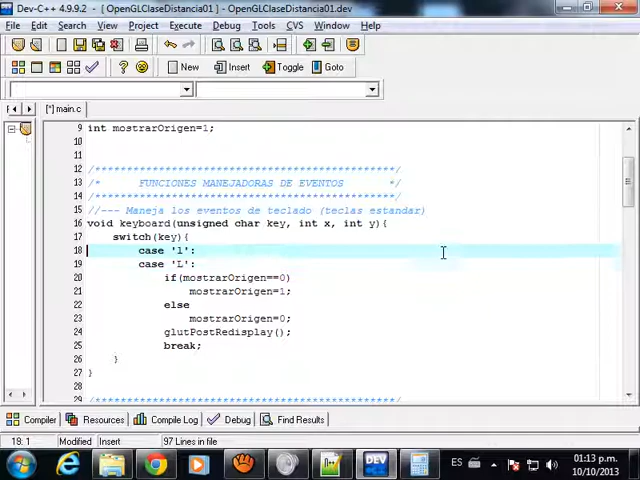 Dev-C++ 4.9.9.2 - [ OpenGLClaseDistancia01 ] - OpenGLClaseDistancia01.dev
File Edit Search View Project Execute Debug Tools CVS Window Help
New Insert Toggle Goto
[*] main.c
9 int mostrarOrigen=1;
10
11
12 /***********************************************/
13 /* FUNCIONES MANEJADORAS DE EVENTOS */
14 /***********************************************/
15 //--- Maneja los eventos de teclado (teclas estandar)
16 void keyboard(unsigned char key, int x, int y){
17 switch(key){
18 case 'l':
19 case 'L':
20 if(mostrarOrigen==0)
21 mostrarOrigen=1;
22 else
23 mostrarOrigen=0;
24 glutPostRedisplay();
25 break;
26 }
27 }
28
29 /***********************************************/
Compiler Resources Compile Log Debug Find Results
18: 1 Modified Insert 97 Lines in file
DEV ES 01:13 p.m.
10/10/2013